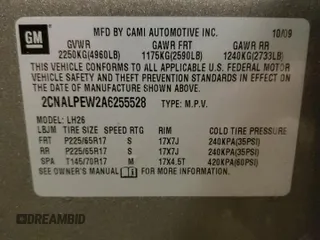 GM
MFD BY CAMI AUTOMOTIVE INC. 10/09
GVWR GAWR FRT GAWR RR
2250KG(4960LB) 1175KG(2590LB) 1240KG(2733LB)
THIS VEHICLE CONFORMS TO ALL APPLICABLE U.S. FEDERAL MOTOR
VEHICLE SAFETY AND THEFT PREVENTION STANDARDS IN EFFECT ON
THE DATE OF MANUFACTURE SHOWN ABOVE.
2CNALPEW2A6255528 TYPE: M.P.V.
MODEL: LH26
LBJM TIRE SIZE SPD RTG RIM COLD TIRE PRESSURE
FRT P225/65R17 S 17X7J 240KPA(35PSI)
RR P225/65R17 S 17X7J 240KPA(35PSI)
SPA T145/70R17 M 17X4.5T 420KPA(60PSI)
SEE OWNER'S MANUAL FOR MORE INFORMATION
DREAMBID